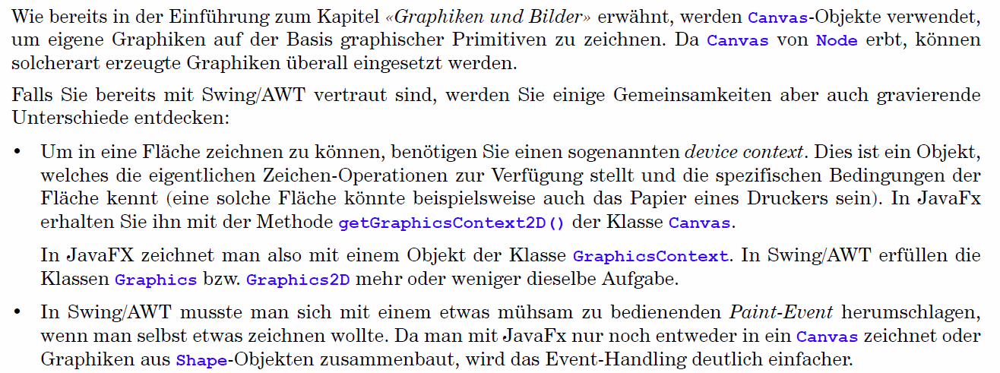 Wie bereits in der Einführung zum Kapitel «Graphiken und Bilder» erwähnt, werden Canvas-Objekte verwendet,
um eigene Graphiken auf der Basis graphischer Primitiven zu zeichnen. Da Canvas von Node erbt, können
solcherart erzeugte Graphiken überall eingesetzt werden.
Falls Sie bereits mit Swing/AWT vertraut sind, werden Sie einige Gemeinsamkeiten aber auch gravierende
Unterschiede entdecken:
• Um in eine Fläche zeichnen zu können, benötigen Sie einen sogenannten device context. Dies ist ein Objekt,
welches die eigentlichen Zeichen-Operationen zur Verfügung stellt und die spezifischen Bedingungen der
Fläche kennt (eine solche Fläche könnte beispielsweise auch das Papier eines Druckers sein). In JavaFx
erhalten Sie ihn mit der Methode getGraphicsContext2D() der Klasse Canvas.
In JavaFX zeichnet man also mit einem Objekt der Klasse GraphicsContext. In Swing/AWT erfüllen die
Klassen Graphics bzw. Graphics2D mehr oder weniger dieselbe Aufgabe.
• In Swing/AWT musste man sich mit einem etwas mühsam zu bedienenden Paint-Event herumschlagen,
wenn man selbst etwas zeichnen wollte. Da man mit JavaFx nur noch entweder in ein Canvas zeichnet oder
Graphiken aus Shape-Objekten zusammenbaut, wird das Event-Handling deutlich einfacher.